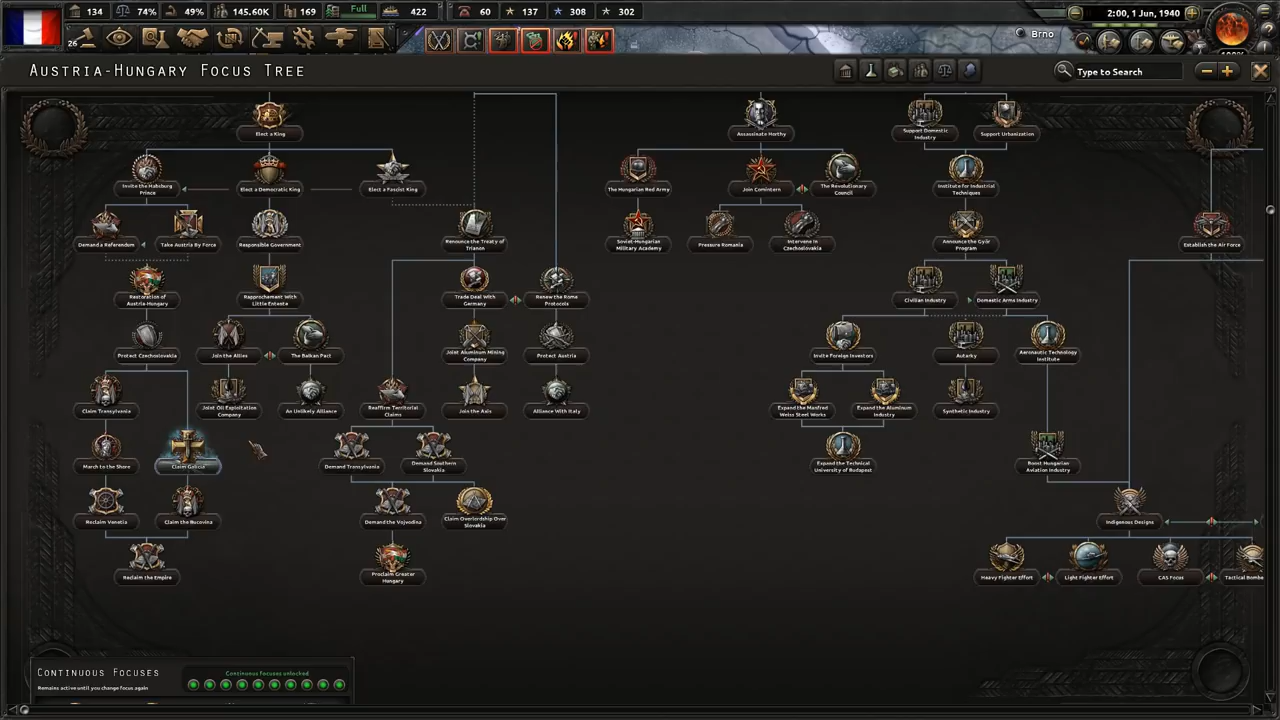 134 74% 49% 145.60K 169 Full 422 60 137 308 302 2:00, 1 Jun, 1940
26
Brno
100%
Austria-Hungary Focus Tree
Type to Search
Elect a King
Assassinate Horthy
Support Domestic Industry
Support Urbanization
Invite the Habsburg Prince
Elect a Democratic King
Elect a Fascist King
The Hungarian Red Army
Join Comintern
The Revolutionary Council
Institute for Industrial Techniques
Demand a Referendum
Take Austria By Force
Responsible Government
Renounce the Treaty of Trianon
Soviet-Hungarian Military Academy
Pressure Romania
Intervene in Czechoslovakia
Announce the Győr Program
Establish the Air Force
Restoration of Austria-Hungary
Rapprochement With Little Entente
Trade Deal With Germany
Renew the Rome Protocols
Civilian Industry
Domestic Arms Industry
Protect Czechoslovakia
Join the Allies
The Balkan Pact
Joint Aluminum Mining Company
Protect Austria
Invite Foreign Investors
Autarky
Aeronautic Technology Institute
Claim Transylvania
Joint Oil Exploitation Company
An Unlikely Alliance
Reaffirm Territorial Claims
Join the Axis
Alliance With Italy
Expand the Manfred Weiss Steel Works
Expand the Aluminum Industry
Synthetic Industry
March to the Shore
Claim Galicia
Demand Transylvania
Demand Southern Slovakia
Expand the Technical University of Budapest
Boost Hungarian Aviation Industry
Reclaim Venetia
Claim the Bucovina
Demand the Vojvodina
Claim Overlordship Over Slovakia
Indigenous Designs
Reclaim the Empire
Proclaim Greater Hungary
Heavy Fighter Effort
Light Fighter Effort
CAS Focus
Tactical Bombe
Continuous Focuses
Continuous Focuses unlocked
Remains active until you change focus again